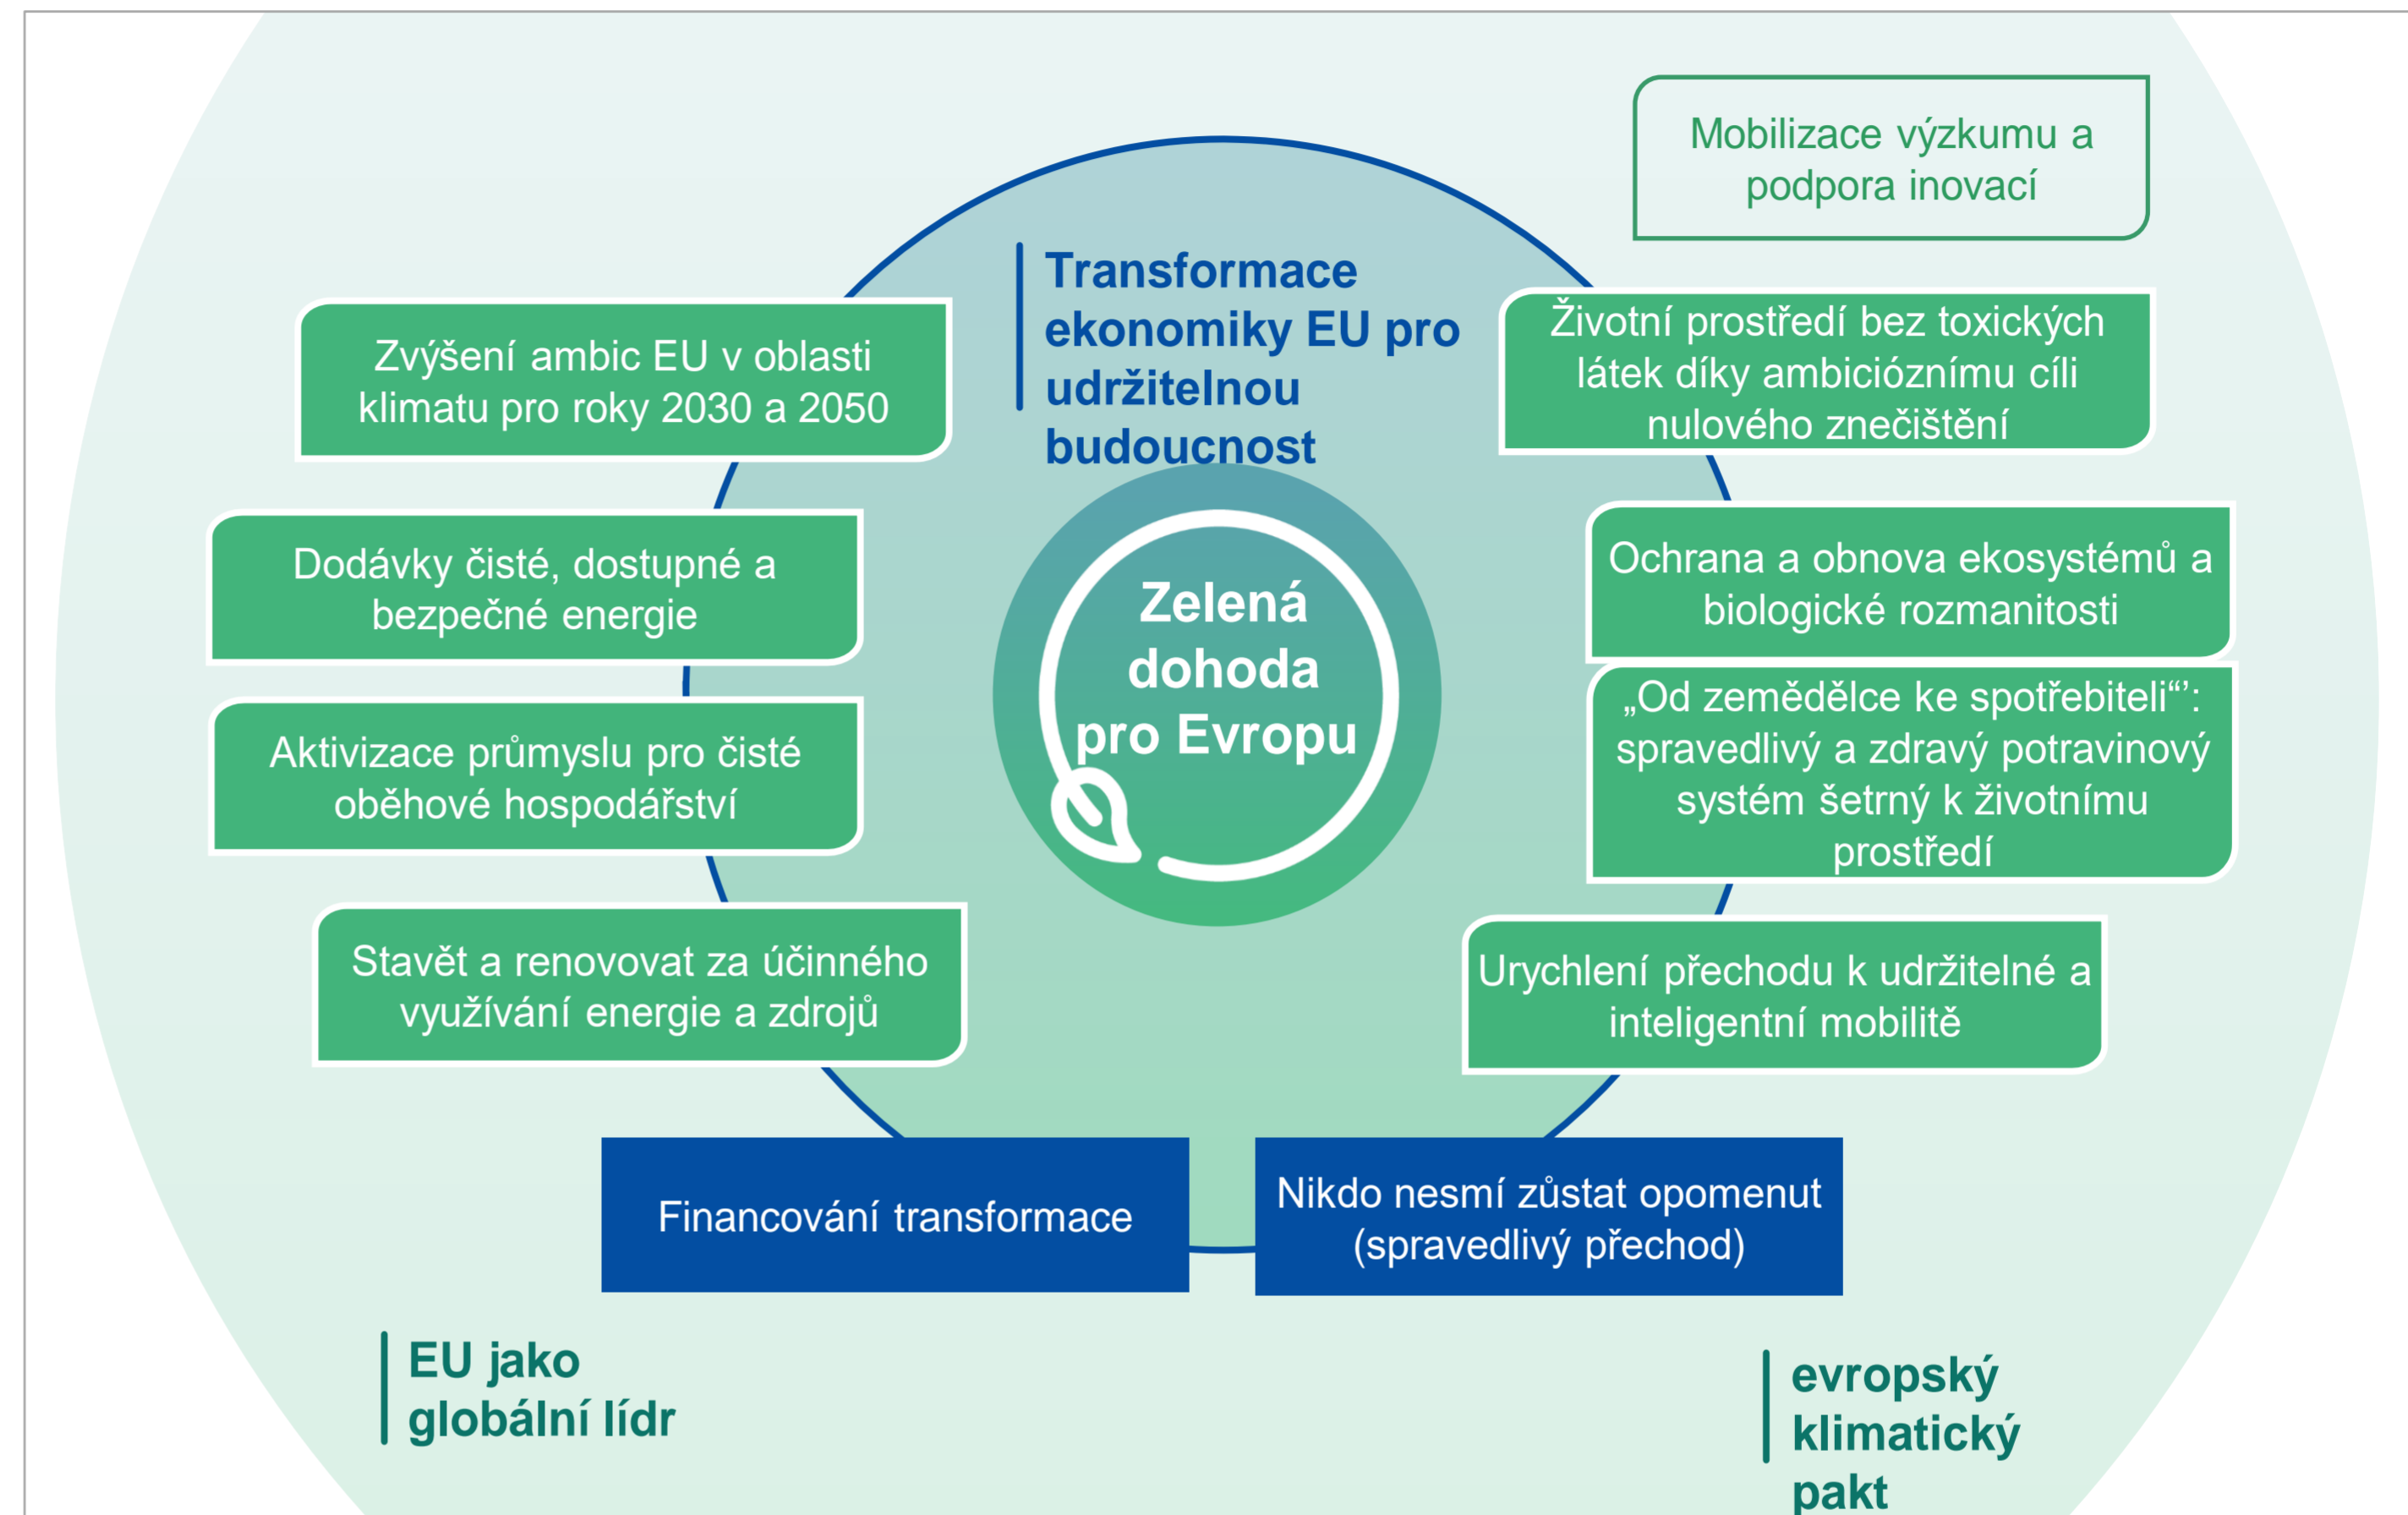 Mobilizace výzkumu a
podpora inovací
Transformace
ekonomiky EU pro
udržitelnou
budoucnost
Zvýšení ambic EU v oblasti
klimatu pro roky 2030 a 2050
Životní prostředí bez toxických
látek díky ambicióznímu cíli
nulového znečištění
Dodávky čisté, dostupné a
bezpečné energie
Zelená
dohoda
pro Evropu
Ochrana a obnova ekosystémů a
biologické rozmanitosti
Aktivizace průmyslu pro čisté
oběhové hospodářství
„Od zemědělce ke spotřebiteli“’:
spravedlivý a zdravý potravinový
systém šetrný k životnímu
prostředí
Stavět a renovovat za účinného
využívání energie a zdrojů
Urychlení přechodu k udržitelné a
inteligentní mobilitě
Financování transformace
Nikdo nesmí zůstat opomenut
(spravedlivý přechod)
EU jako
globální lídr
evropský
klimatický
pakt